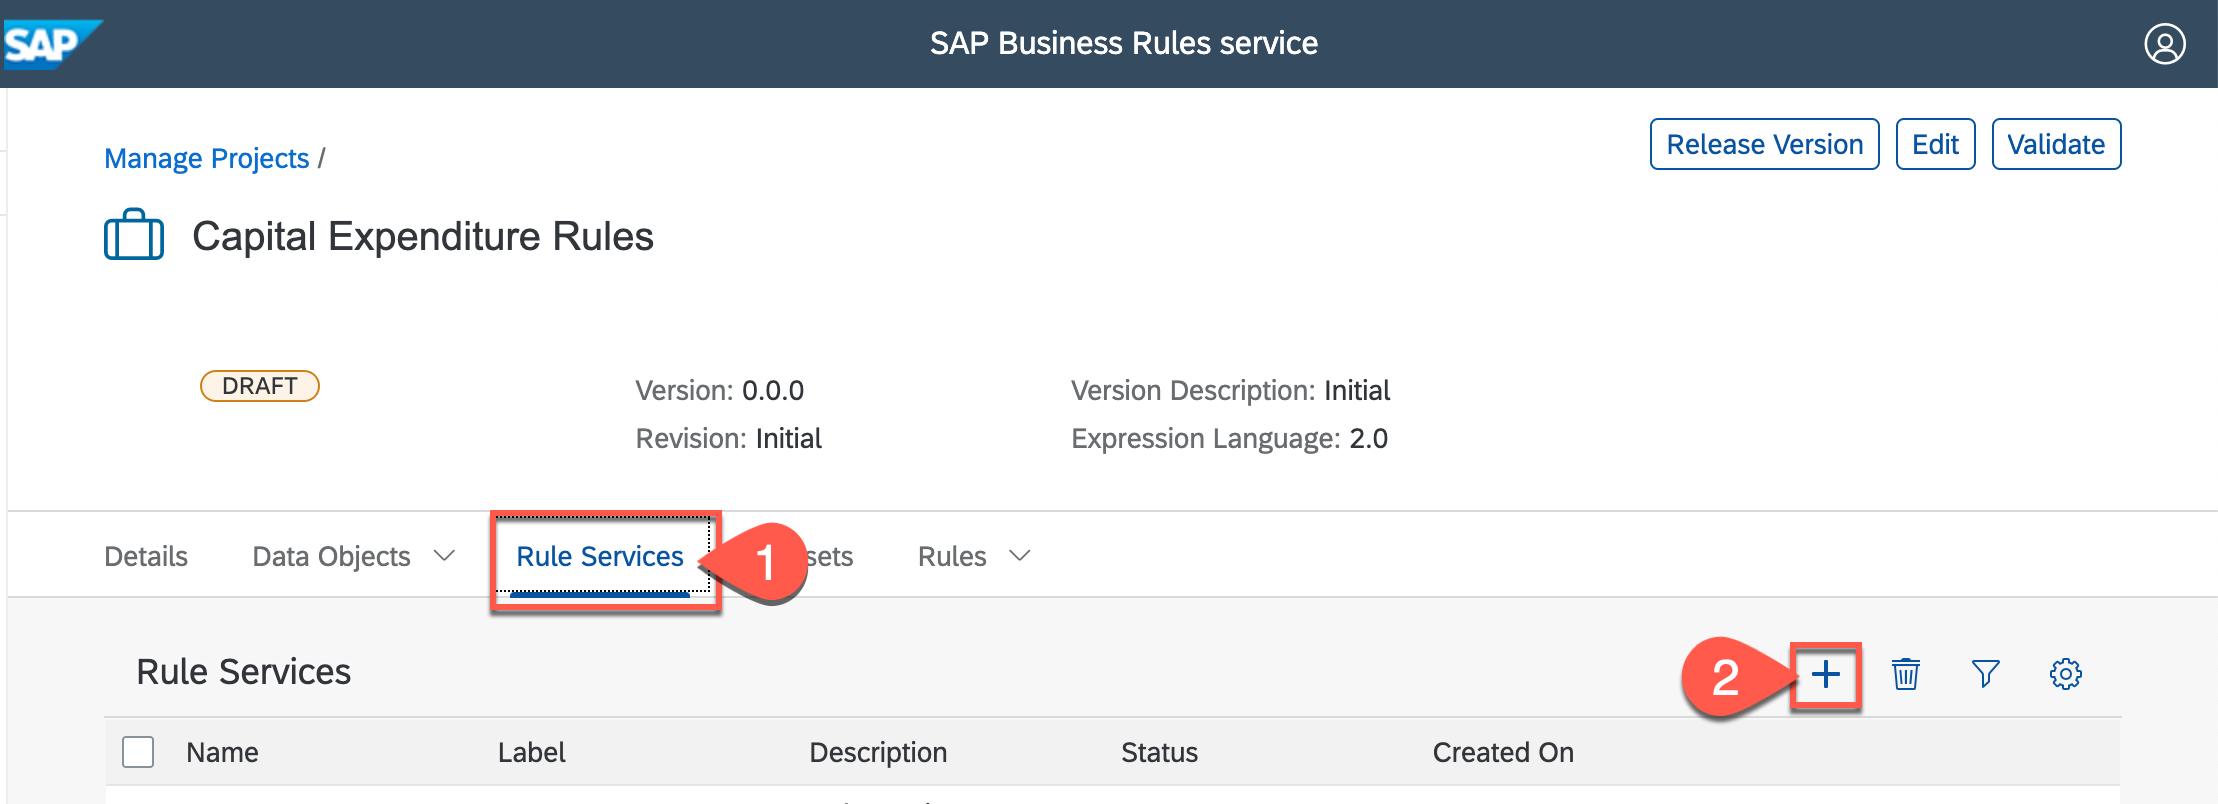 SAP
SAP Business Rules service
Manage Projects /
Release Version
Edit
Validate
Capital Expenditure Rules
DRAFT
Version: 0.0.0
Version Description: Initial
Revision: Initial
Expression Language: 2.0
Details
Data Objects
Rule Services
1
sets
Rules
Rule Services
2
Name
Label
Description
Status
Created On